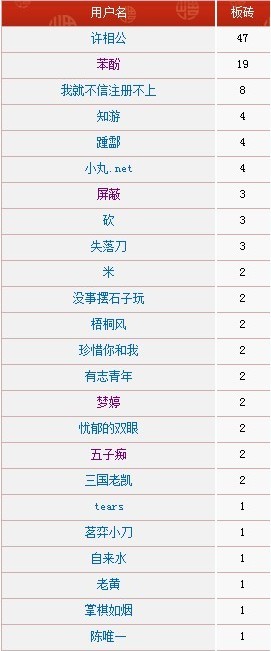 用户名 板砖
许相公 47
苯酚 19
我就不信注册不上 8
知游 4
踵酃 4
小丸.net 4
屏蔽 3
砍 3
失落刀 3
米 2
没事摆石子玩 2
梧桐风 2
珍惜你和我 2
有志青年 2
梦婷 2
忧郁的双眼 2
五子痴 2
三国老凯 2
tears 1
茗弈小刀 1
自来水 1
老黄 1
掌棋如烟 1
陈唯一 1